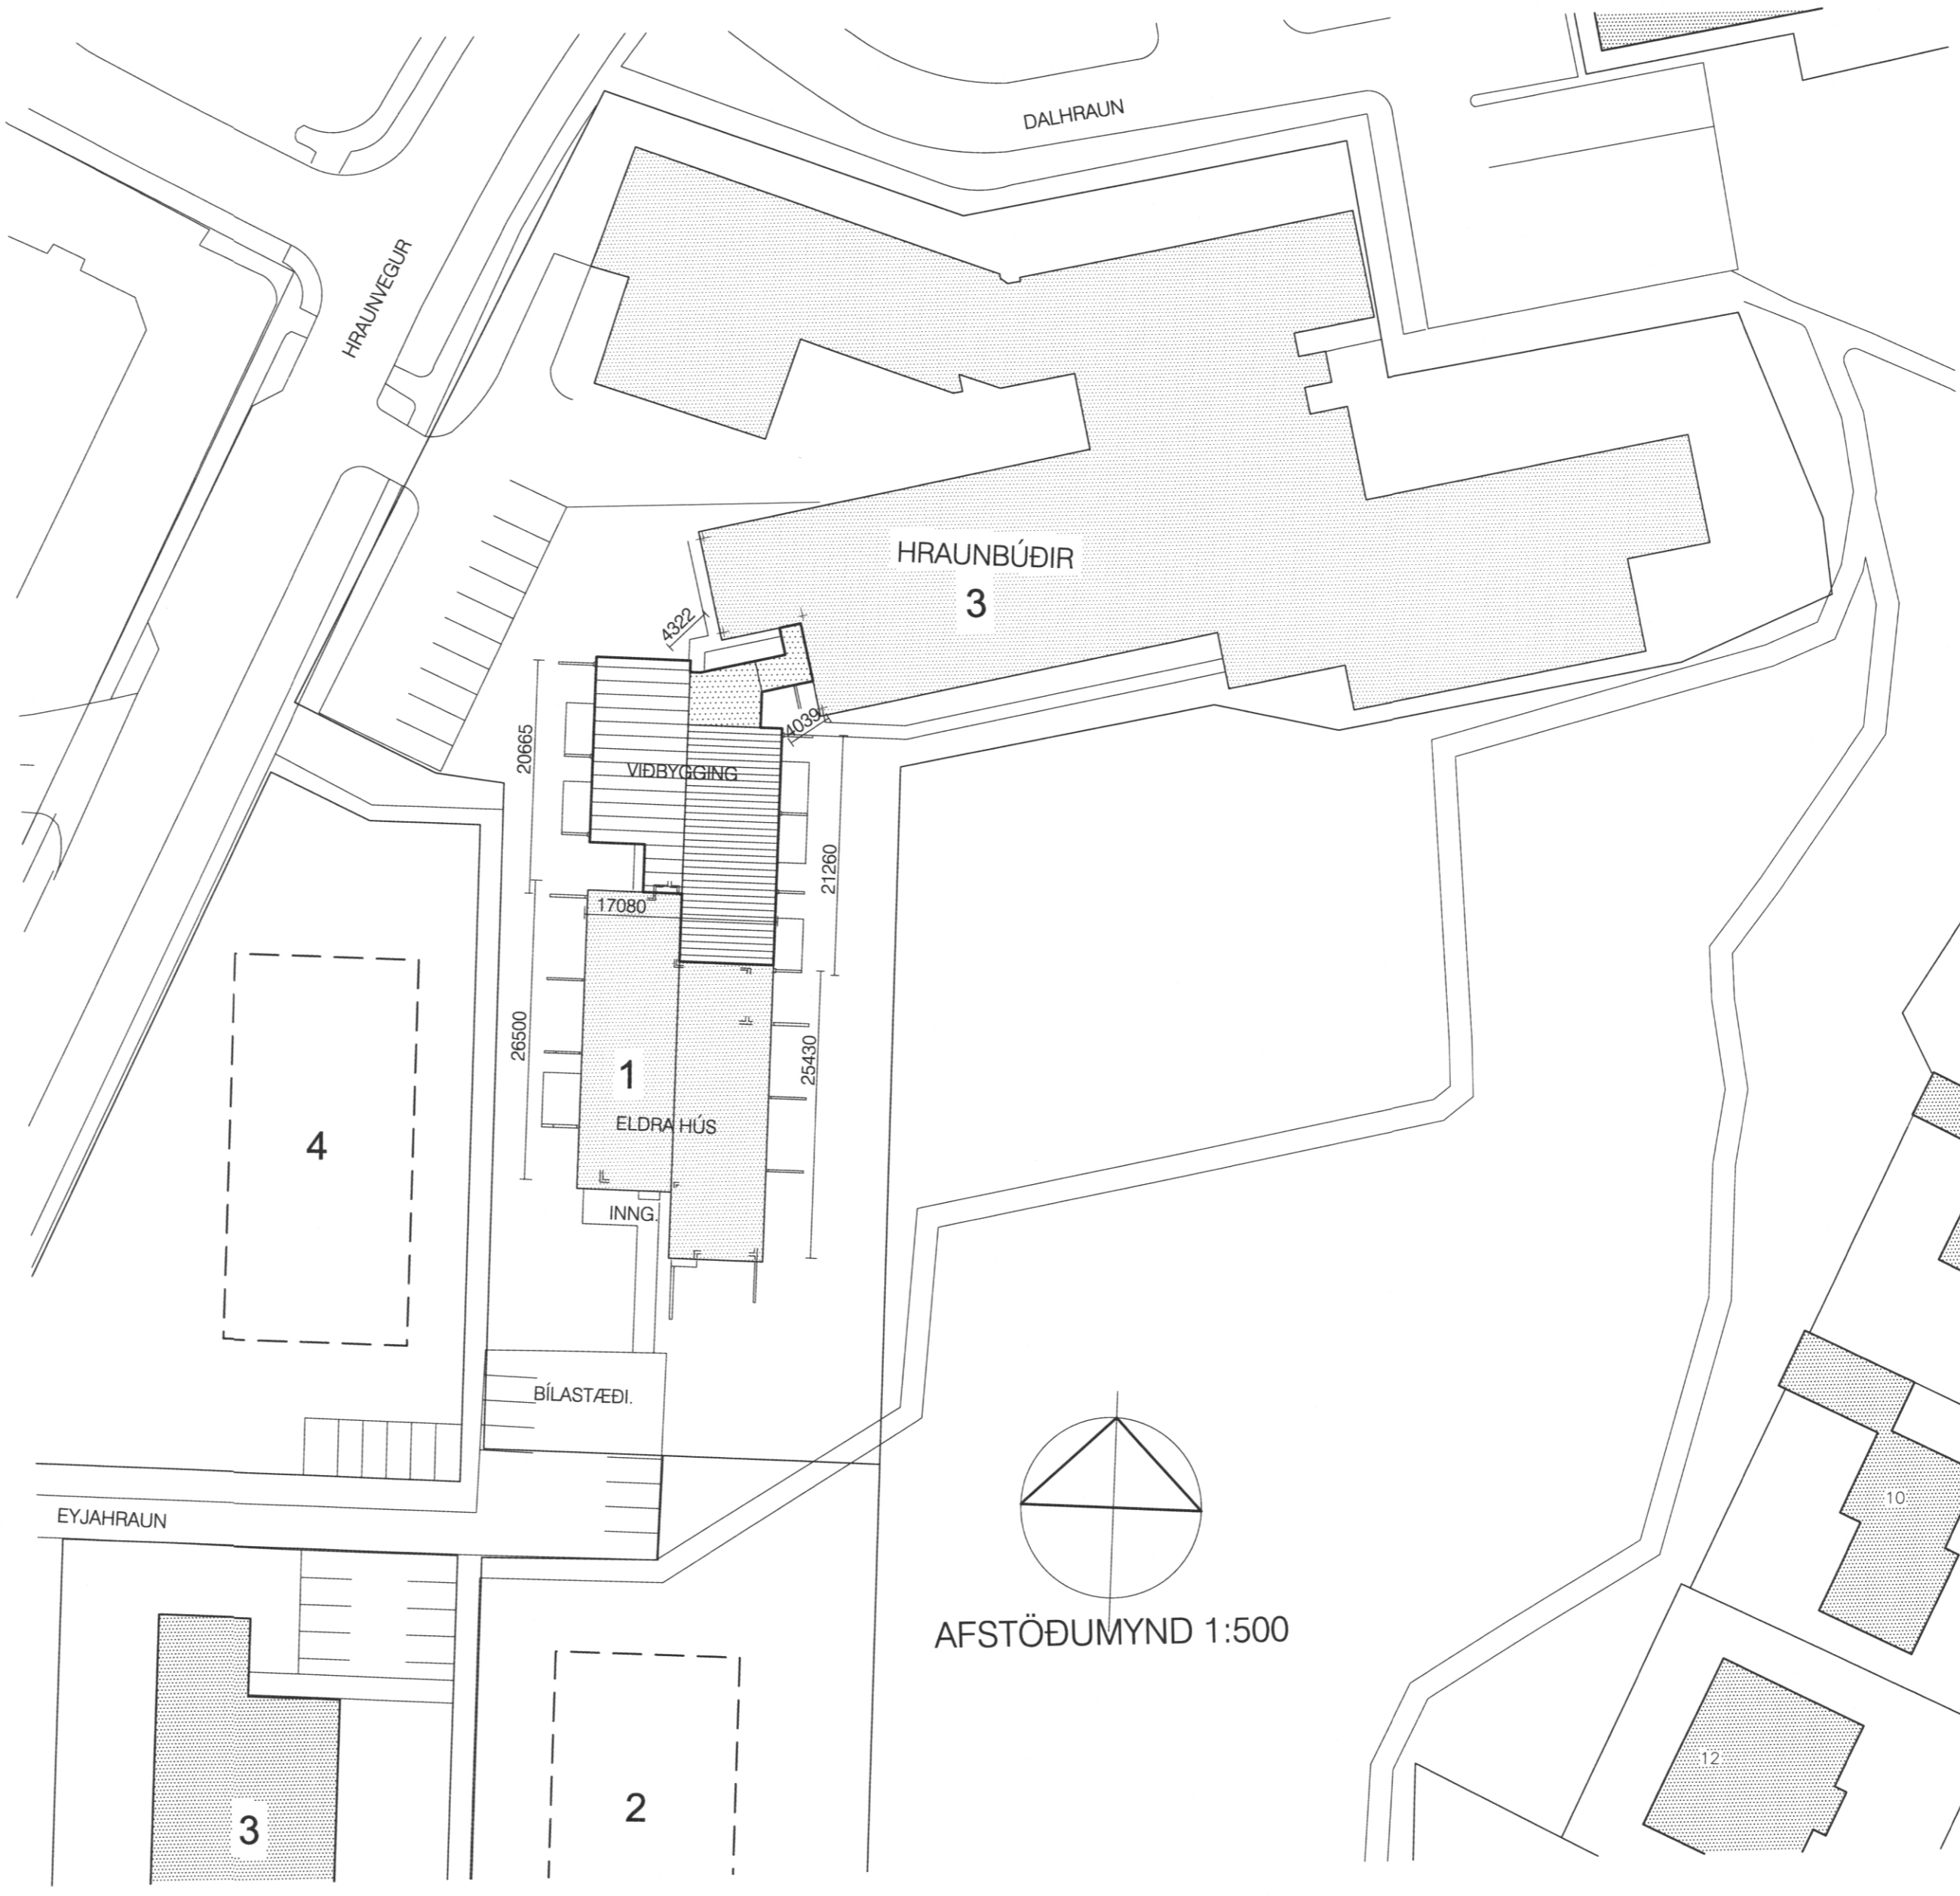 DALHRAUN
HRAUNVEGUR
HRAUNBÚÐIR
3
4322
4039
20665
VIÐBYGGING
21260
17080
26500
1
25430
ELDRA HÚS
4
INNG.
BÍLASTÆÐI.
10
EYJAHRAUN
AFSTÖÐUMYND 1:500
12
2
3